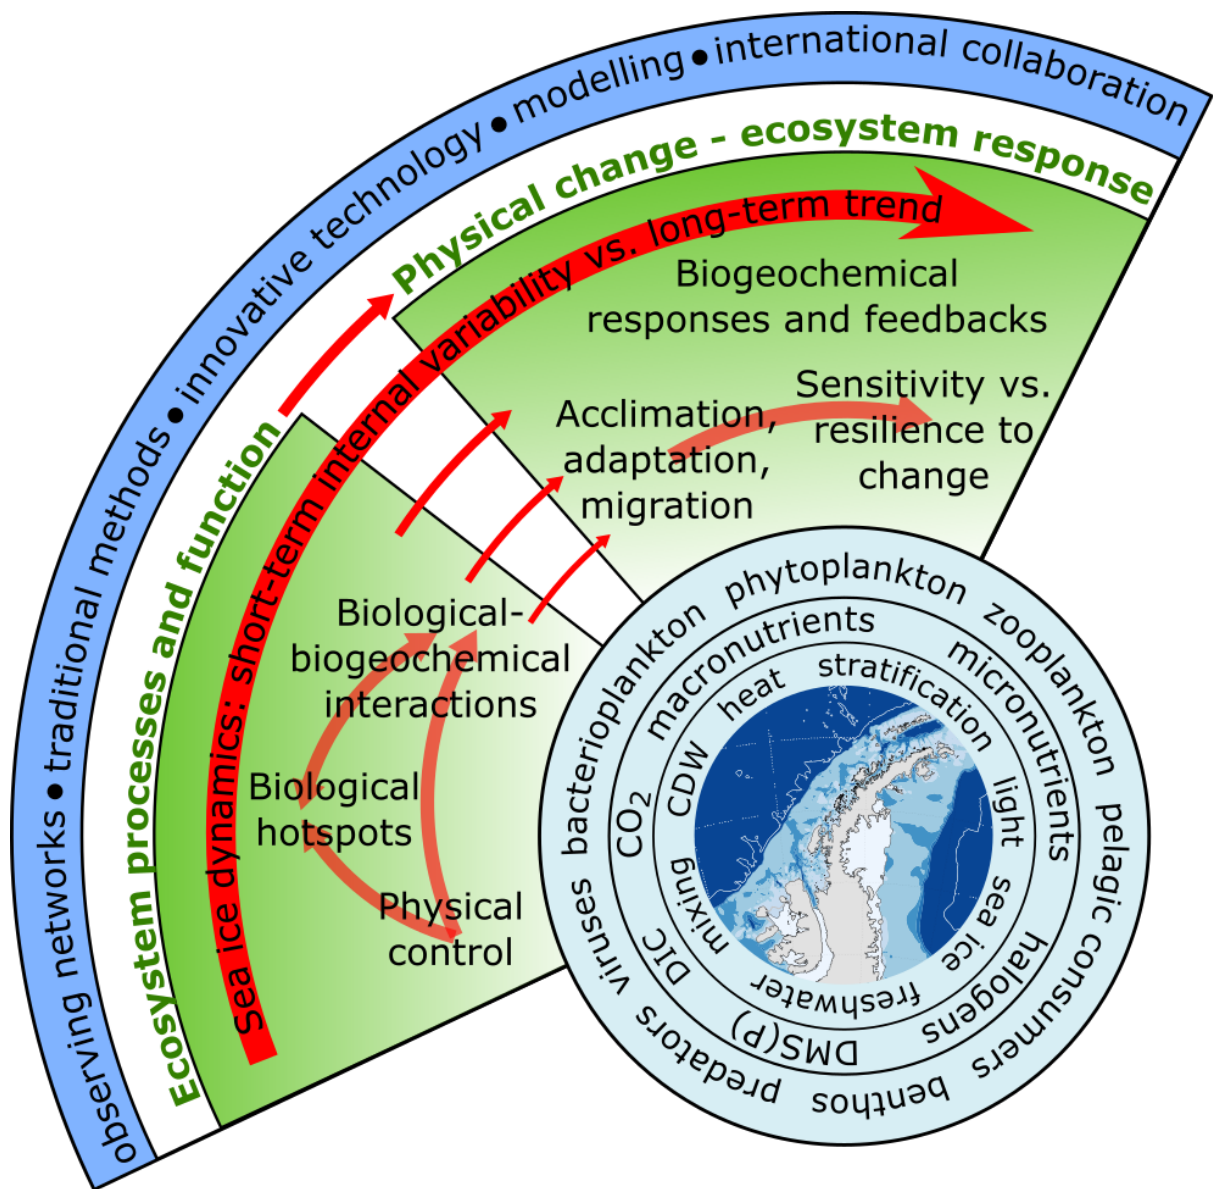 observing networks • traditional methods • innovative technology • modelling • international collaboration
Ecosystem processes and function
Physical change - ecosystem response
Sea ice dynamics: short-term internal variability vs. long-term trend
Biogeochemical
responses and feedbacks
Sensitivity vs.
resilience to
change
Acclimation,
adaptation,
migration
Biological-
biogeochemical
interactions
Biological
hotspots
Physical
control
viruses bacterioplankton phytoplankton zooplankton pelagic consumers benthos predators
DIC CO2 macronutrients micronutrients halogens DMS(P)
mixing CDW heat stratification light sea ice freshwater